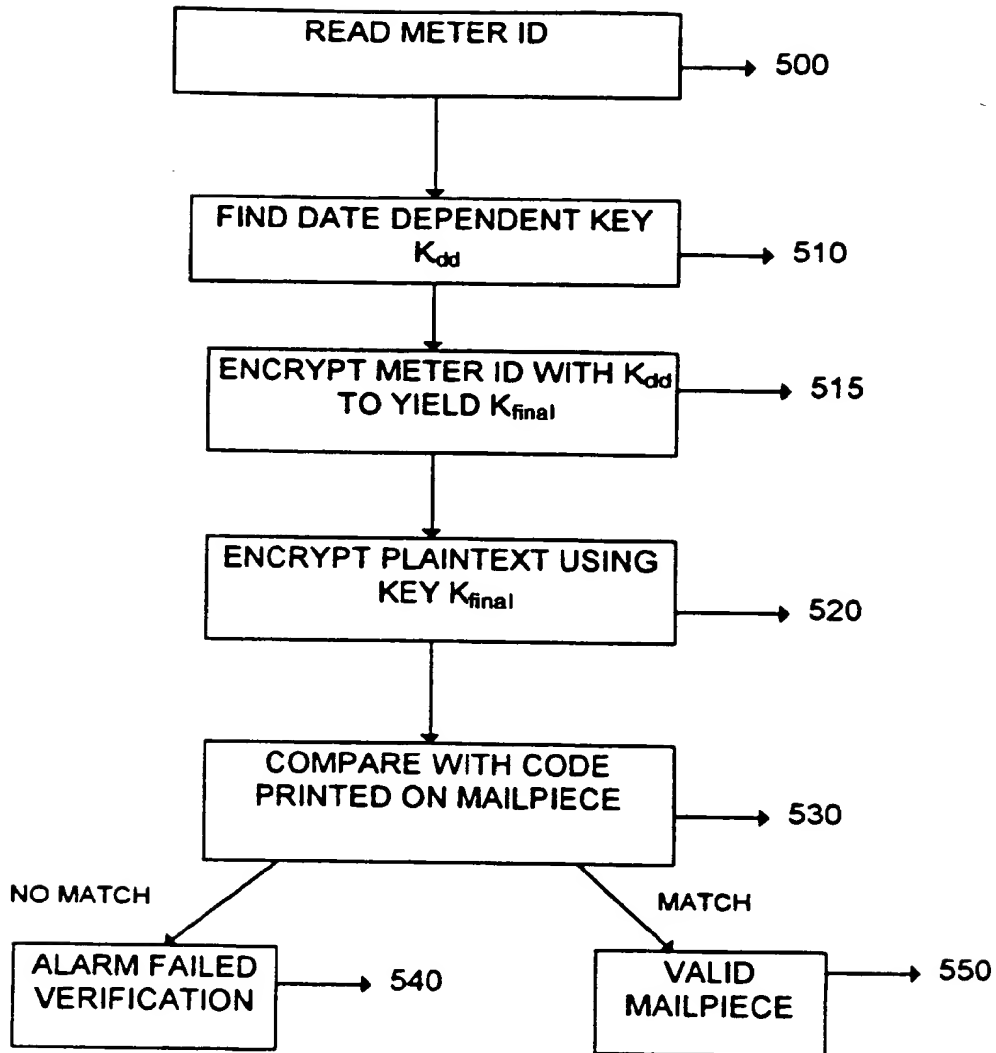 READ METER ID
500
FIND DATE DEPENDENT KEY
Kdd
510
ENCRYPT METER ID WITH Kdd
TO YIELD Kfinal
515
ENCRYPT PLAINTEXT USING
KEY Kfinal
520
COMPARE WITH CODE
PRINTED ON MAILPIECE
530
NO MATCH
MATCH
ALARM FAILED
VERIFICATION
540
VALID
MAILPIECE
550